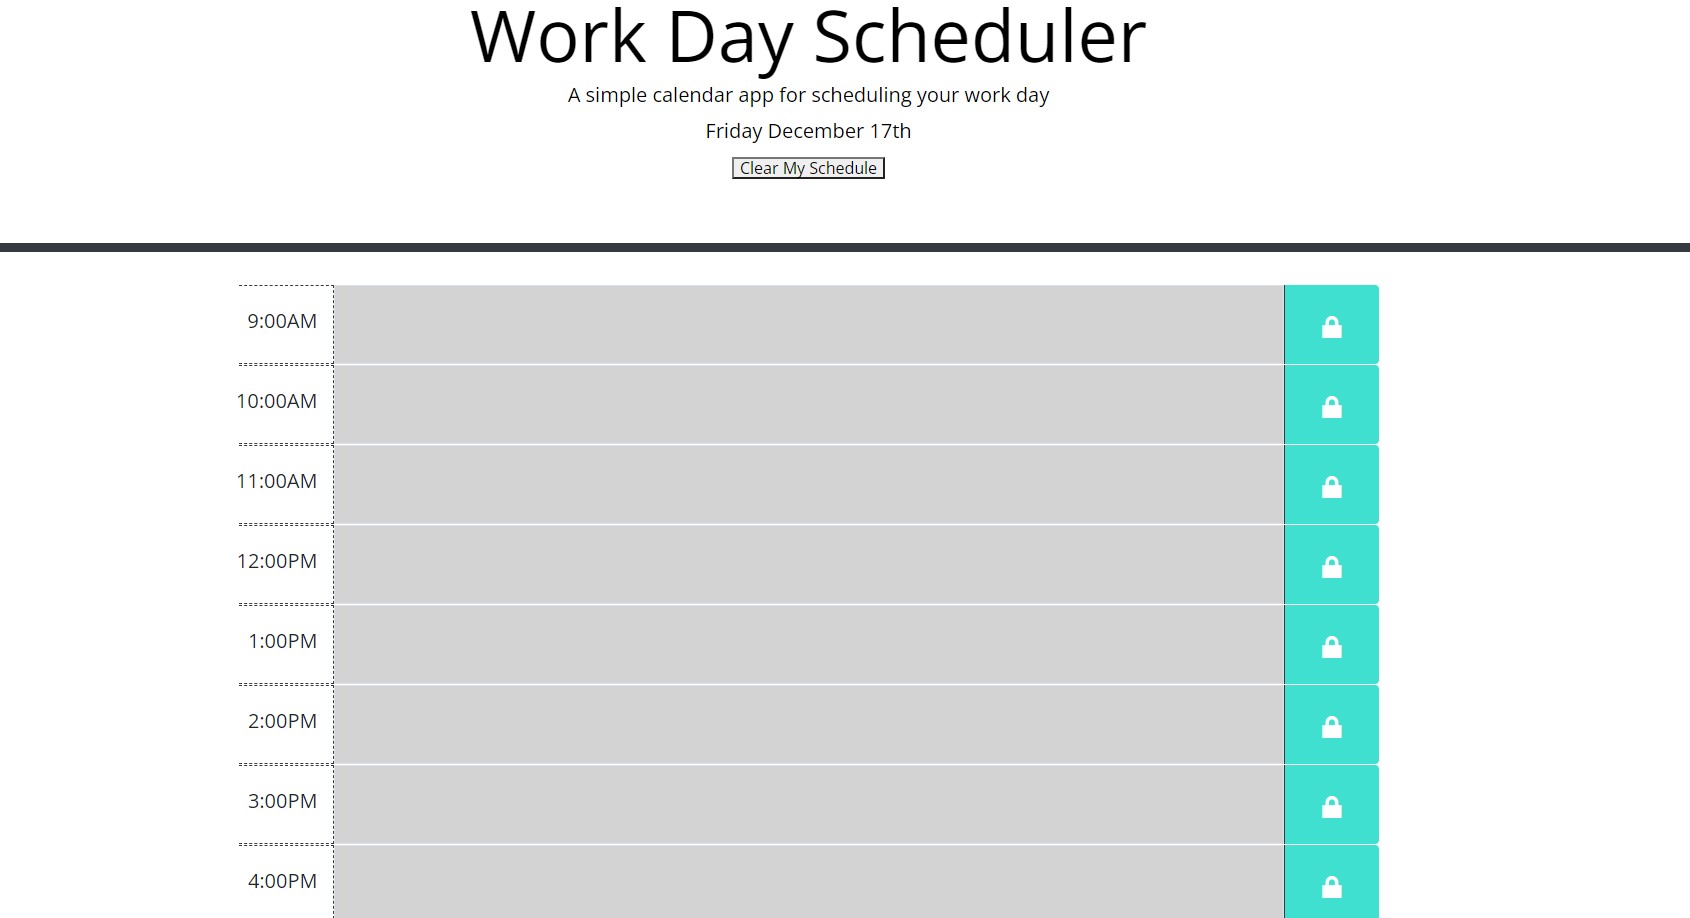 Work Day Scheduler
A simple calendar app for scheduling your work day
Friday December 17th
Clear My Schedule
9:00AM
10:00AM
11:00AM
12:00PM
1:00PM
2:00PM
3:00PM
4:00PM